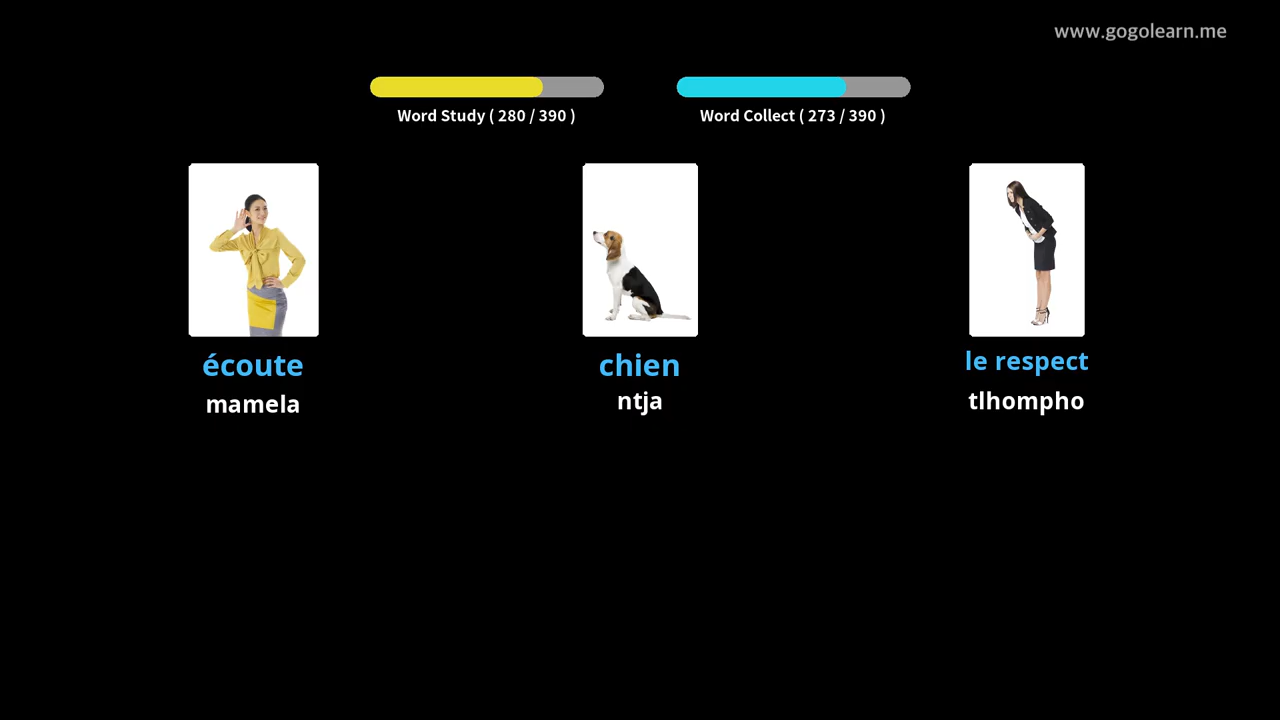 www.gogolearn.me
Word Study ( 280 / 390 )
Word Collect ( 273 / 390 )
écoute
mamela
chien
ntja
le respect
tlhompho